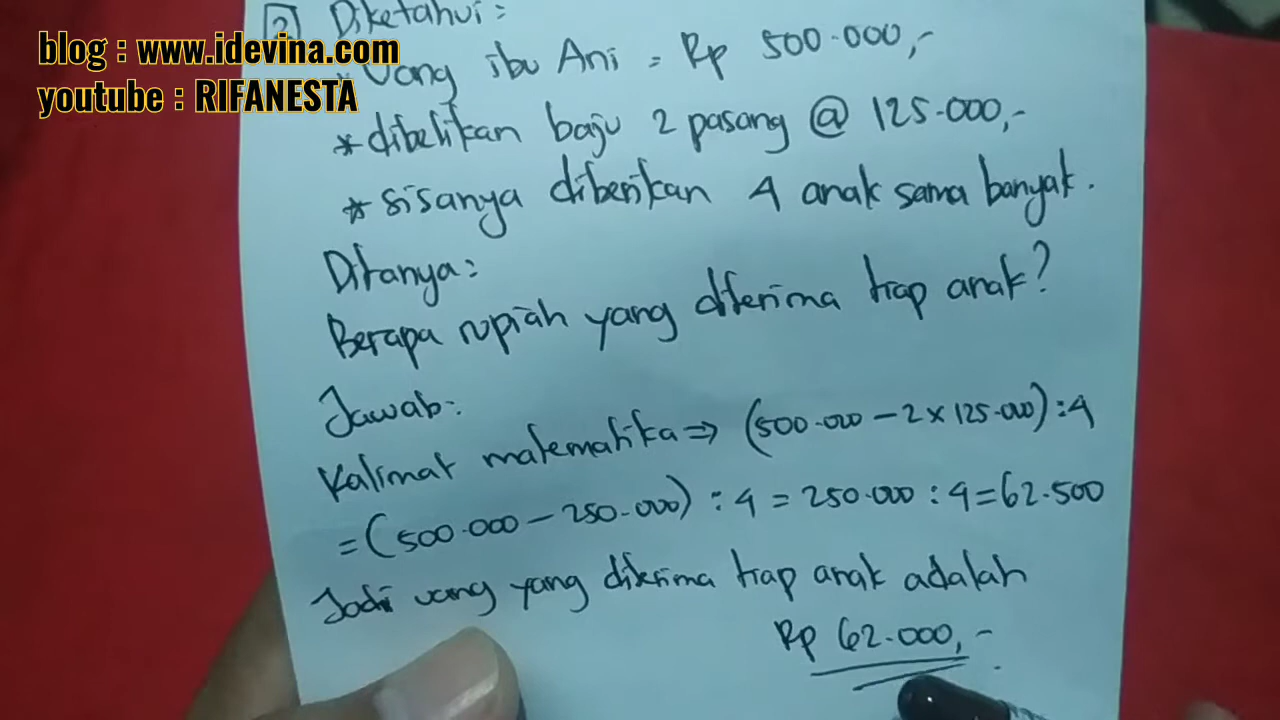 2 Diketahui:
blog : www.idevina.com
* Uang ibu Ani = Rp 500.000,-
youtube : RIFANESTA
* dibelikan baju 2 pasang @ 125.000,-
* sisanya diberikan 4 anak sama banyak.
Ditanya:
Berapa rupiah yang diterima tiap anak?
Jawab:
Kalimat matematika ⇒ (500.000 – 2 x 125.000) : 4
= (500.000 – 250.000) : 4 = 250.000 : 4 = 62.500
Jadi uang yang diterima tiap anak adalah
Rp 62.000,-